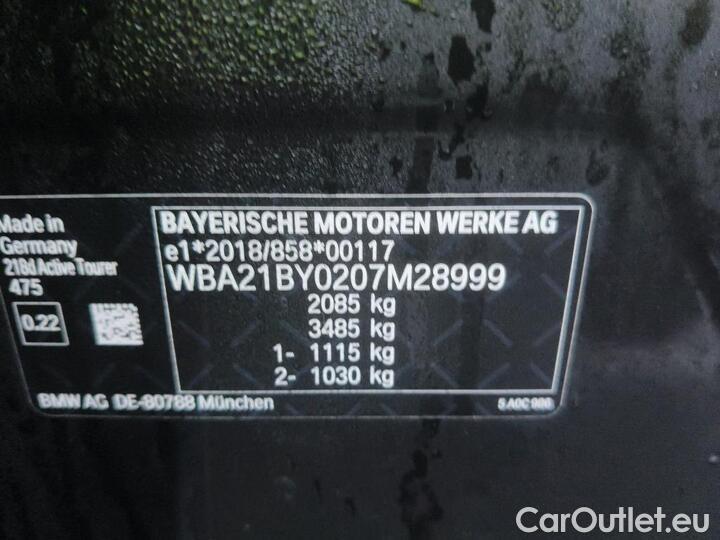 Made in
Germany
218d Active Tourer
475
0.22
BAYERISCHE MOTOREN WERKE AG
e1*2018/858*00117
WBA21BY0207M28999
2085 kg
3485 kg
1- 1115 kg
2- 1030 kg
BMW AG DE-80788 München
CarOutlet.eu